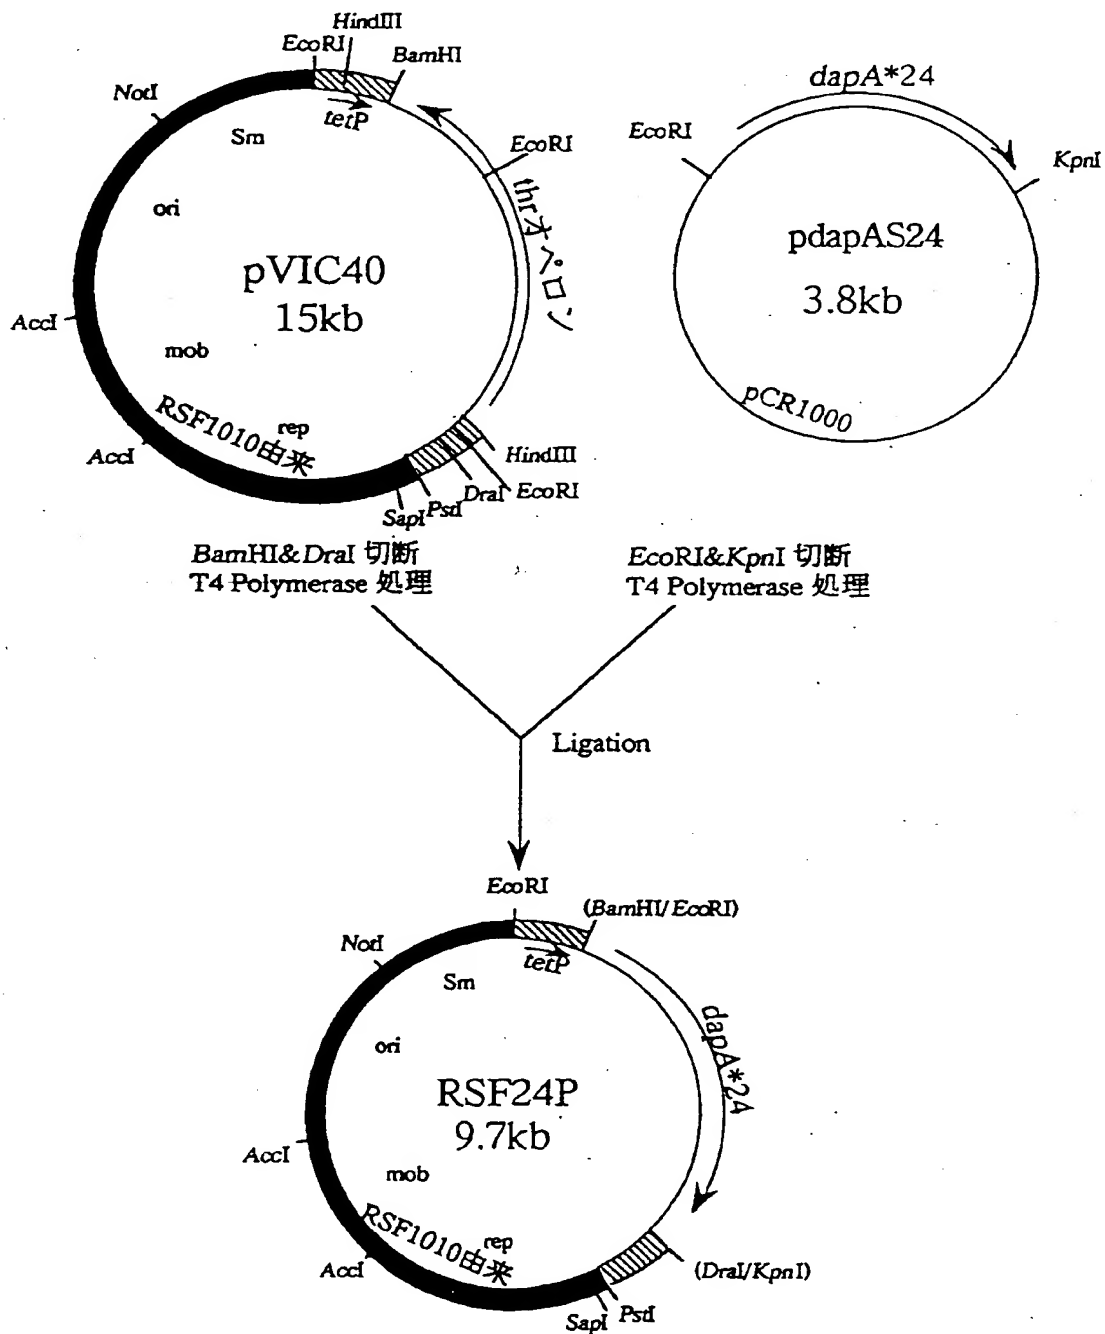 HindIII
EcoRI
BamHI
NotI
tetP
Sm
EcoRI
ori
thrオペロン
pVIC40
15kb
AccI
mob
rep
RSF1010由来
AccI
HindIII
EcoRI
DraI
PstI
SapI
dapA*24
EcoRI
KpnI
pdapAS24
3.8kb
pCR1000
BamHI&DraI 切断
T4 Polymerase 処理
EcoRI&KpnI 切断
T4 Polymerase 処理
Ligation
EcoRI
(BamHI/EcoRI)
NotI
tetP
Sm
ori
dapA*24
RSF24P
9.7kb
AccI
mob
rep
RSF1010由来
AccI
(DraI/KpnI)
PstI
SapI